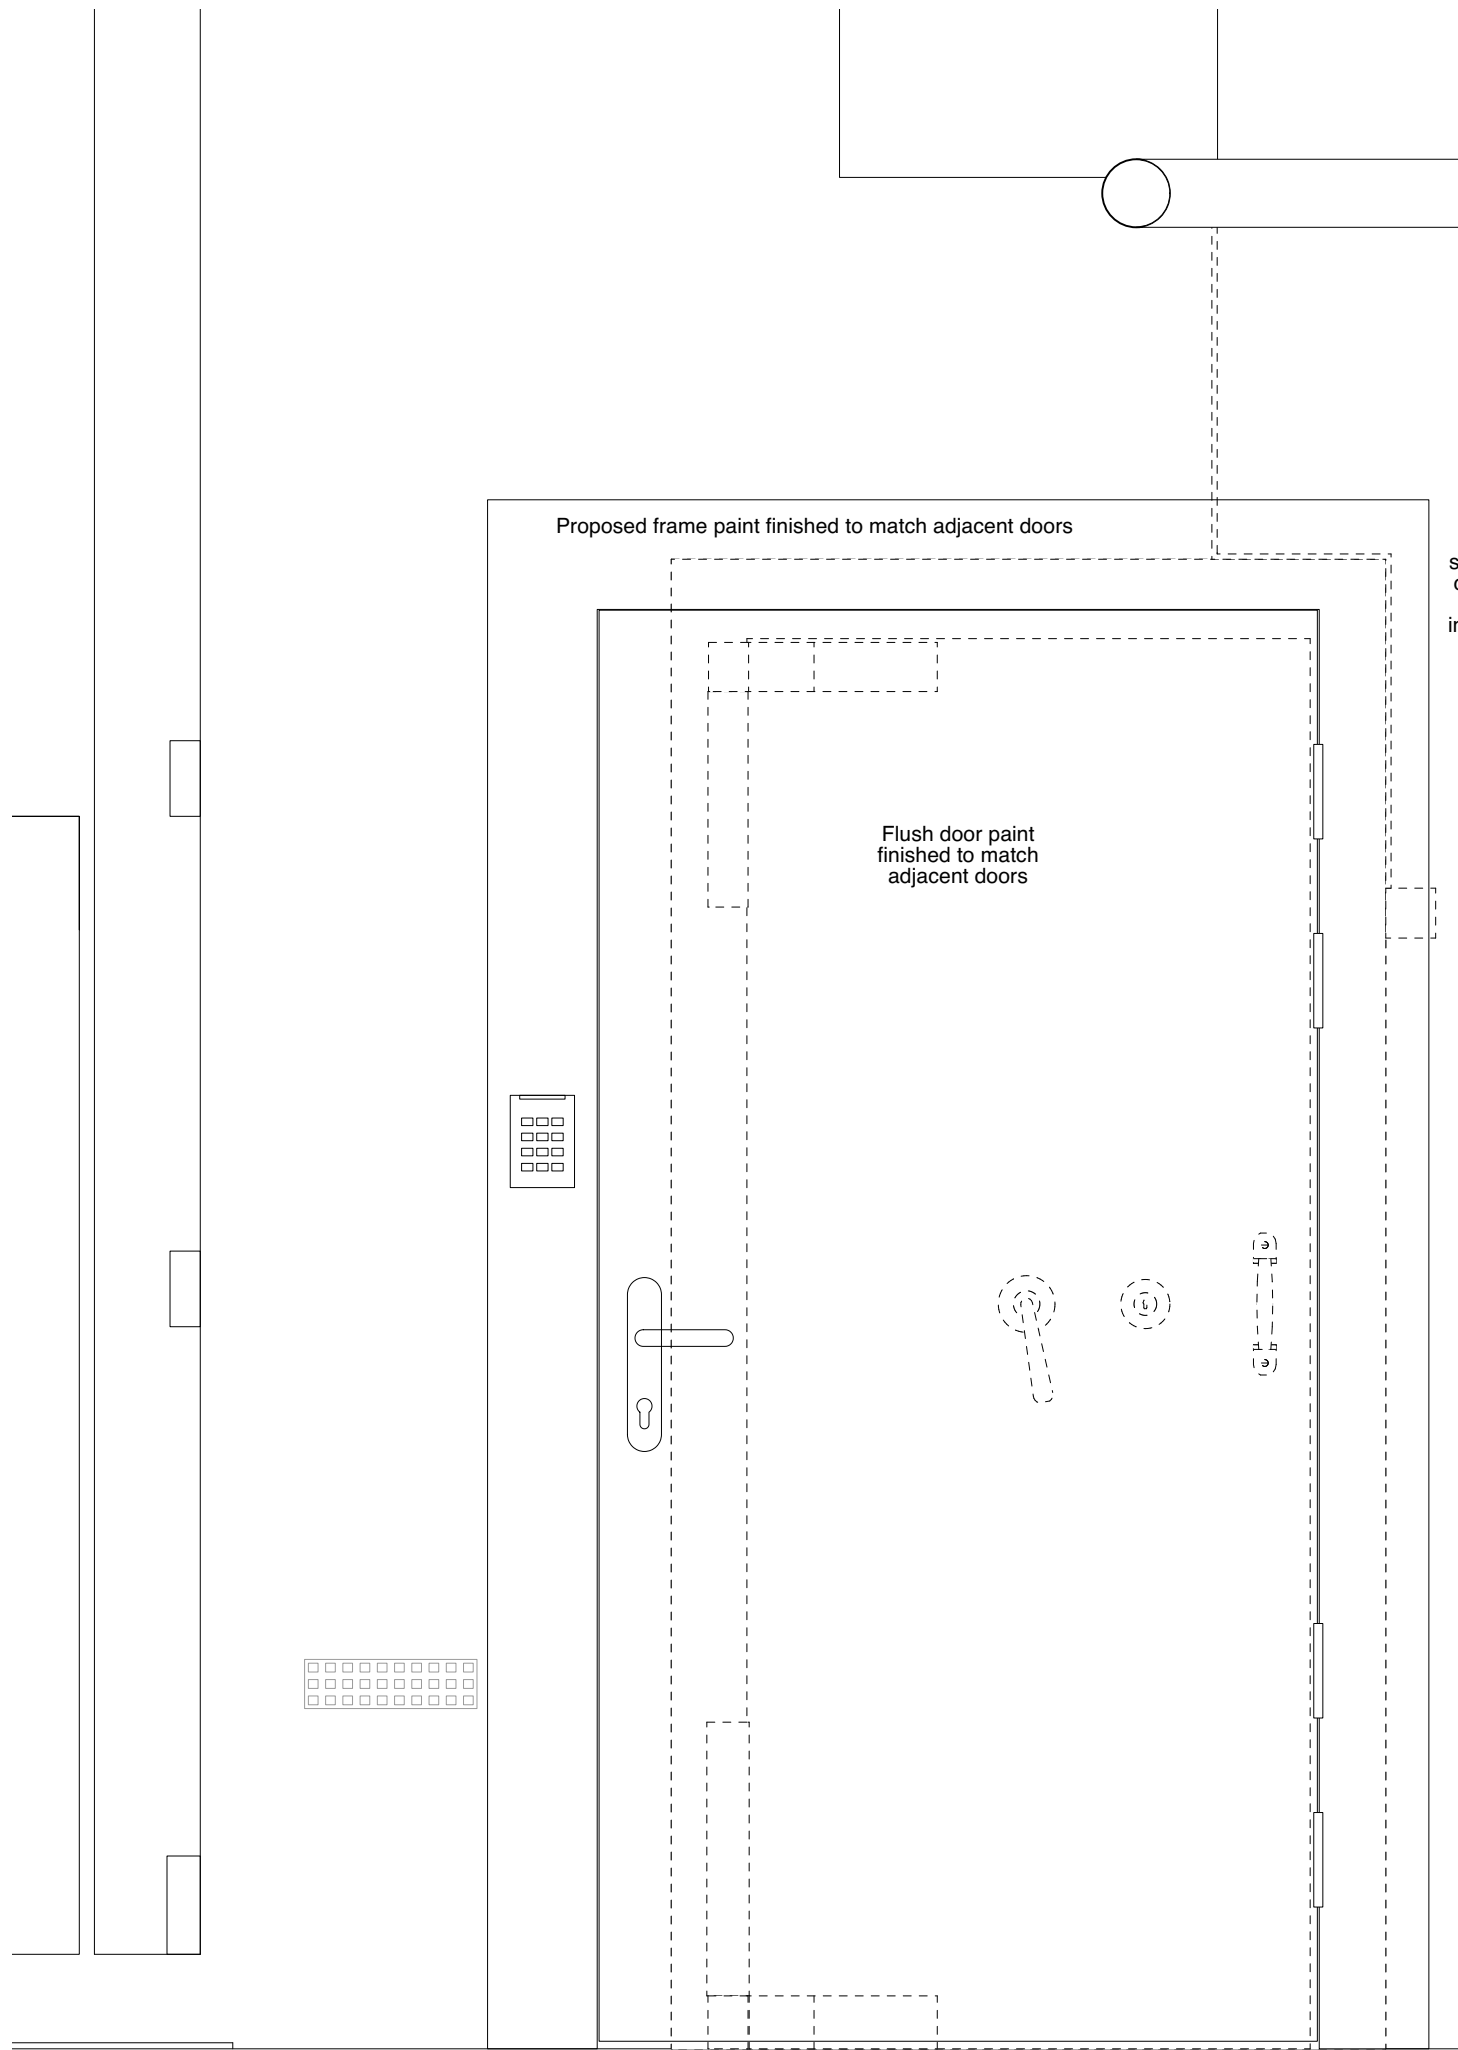 Proposed frame paint finished to match adjacent doors
Flush door paint
finished to match
adjacent doors